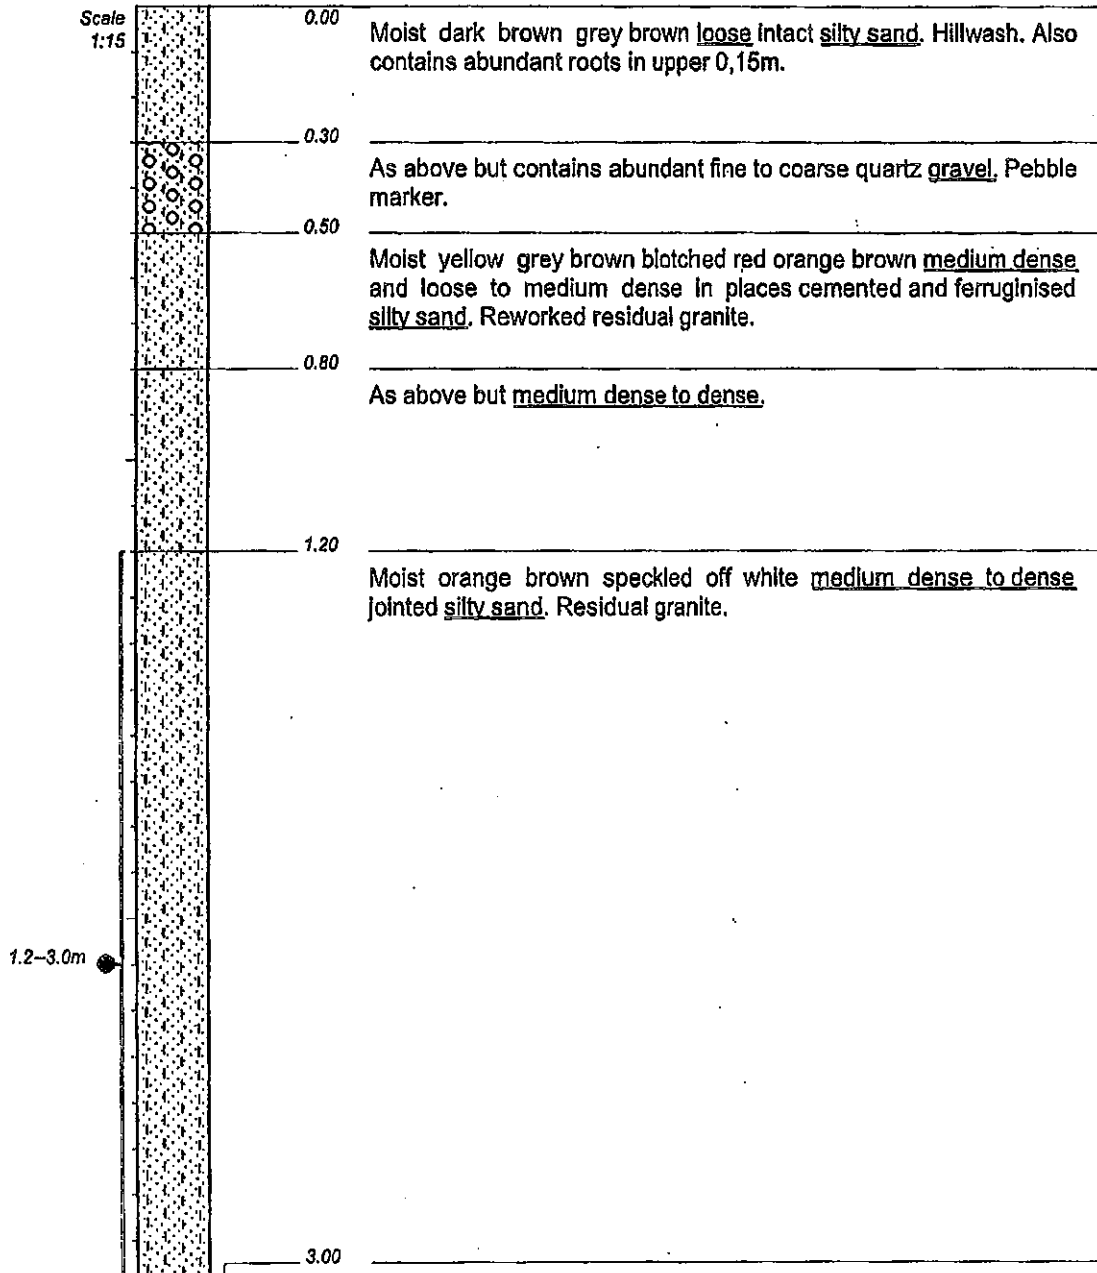 Scale
1:15
0.00
Moist dark brown grey brown loose intact silty sand. Hillwash. Also
contains abundant roots in upper 0,15m.
0.30
As above but contains abundant fine to coarse quartz gravel. Pebble
marker.
0.50
Moist yellow grey brown blotched red orange brown medium dense
and loose to medium dense in places cemented and ferruginised
silty sand. Reworked residual granite.
0.80
As above but medium dense to dense.
1.20
Moist orange brown speckled off white medium dense to dense
jointed silty sand. Residual granite.
1.2–3.0m
3.00